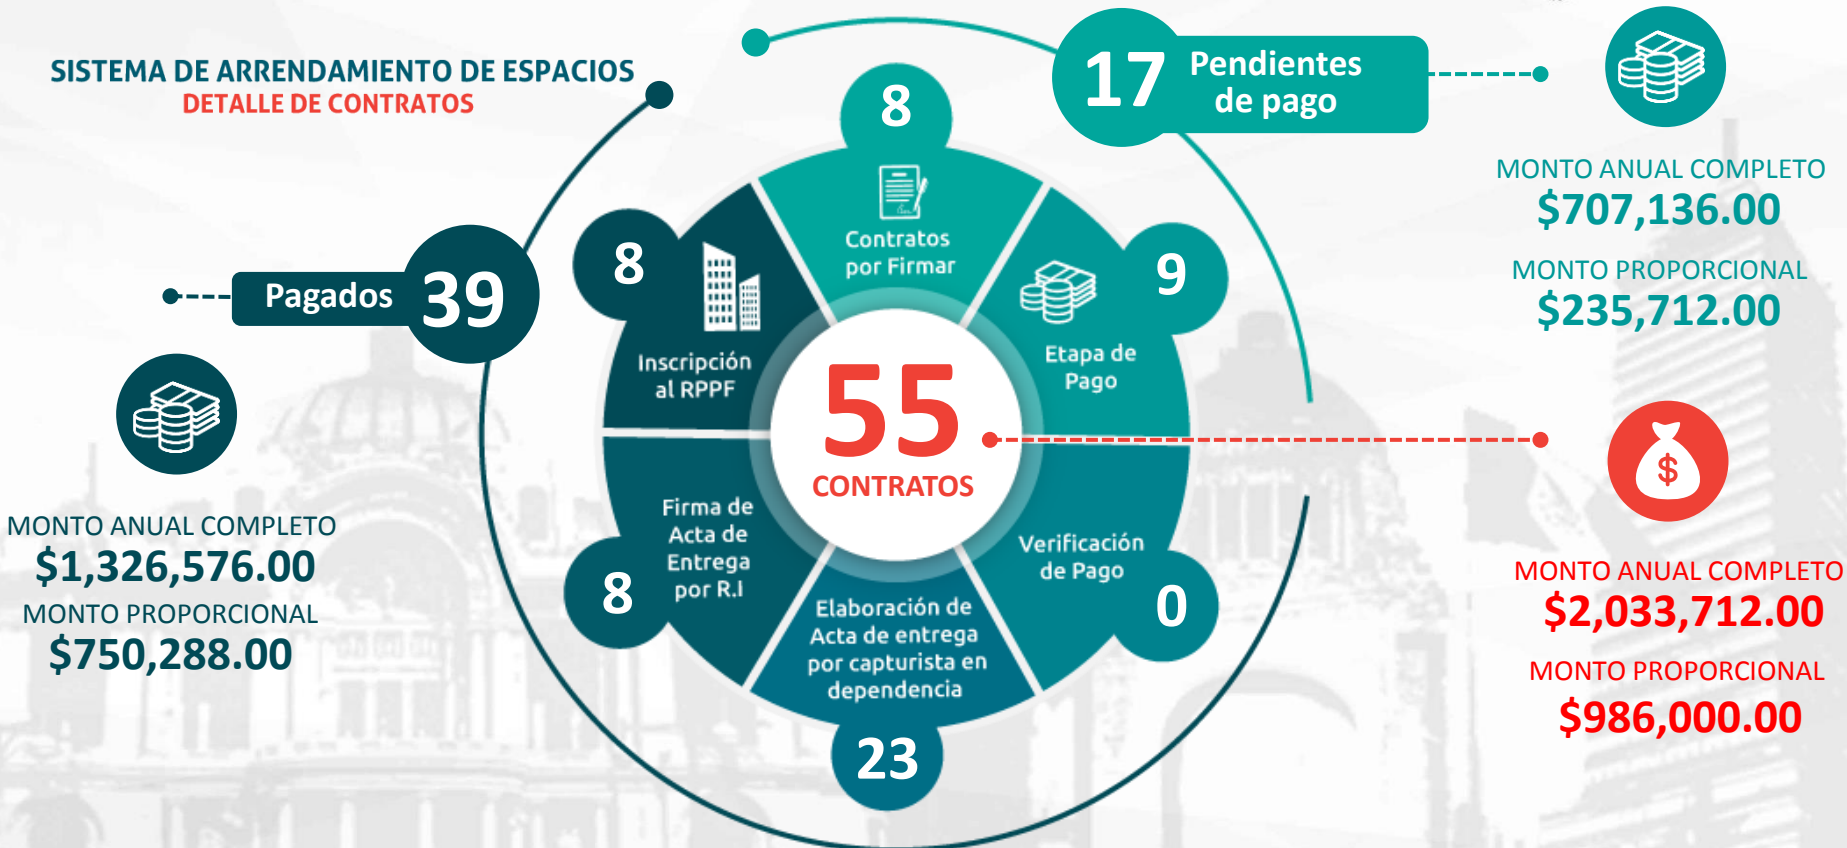 SISTEMA DE ARRENDAMIENTO DE ESPACIOS
DETALLE DE CONTRATOS
17
Pendientes
de pago
MONTO ANUAL COMPLETO
$707,136.00
MONTO PROPORCIONAL
$235,712.00
Pagados
39
MONTO ANUAL COMPLETO
$1,326,576.00
MONTO PROPORCIONAL
$750,288.00
8
Contratos
por Firmar
9
Etapa de
Pago
0
Verificación
de Pago
23
Elaboración de
Acta de entrega
por capturista en
dependencia
8
Firma de
Acta de
Entrega
por R.I
8
Inscripción
al RPPF
55
CONTRATOS
$
MONTO ANUAL COMPLETO
$2,033,712.00
MONTO PROPORCIONAL
$986,000.00